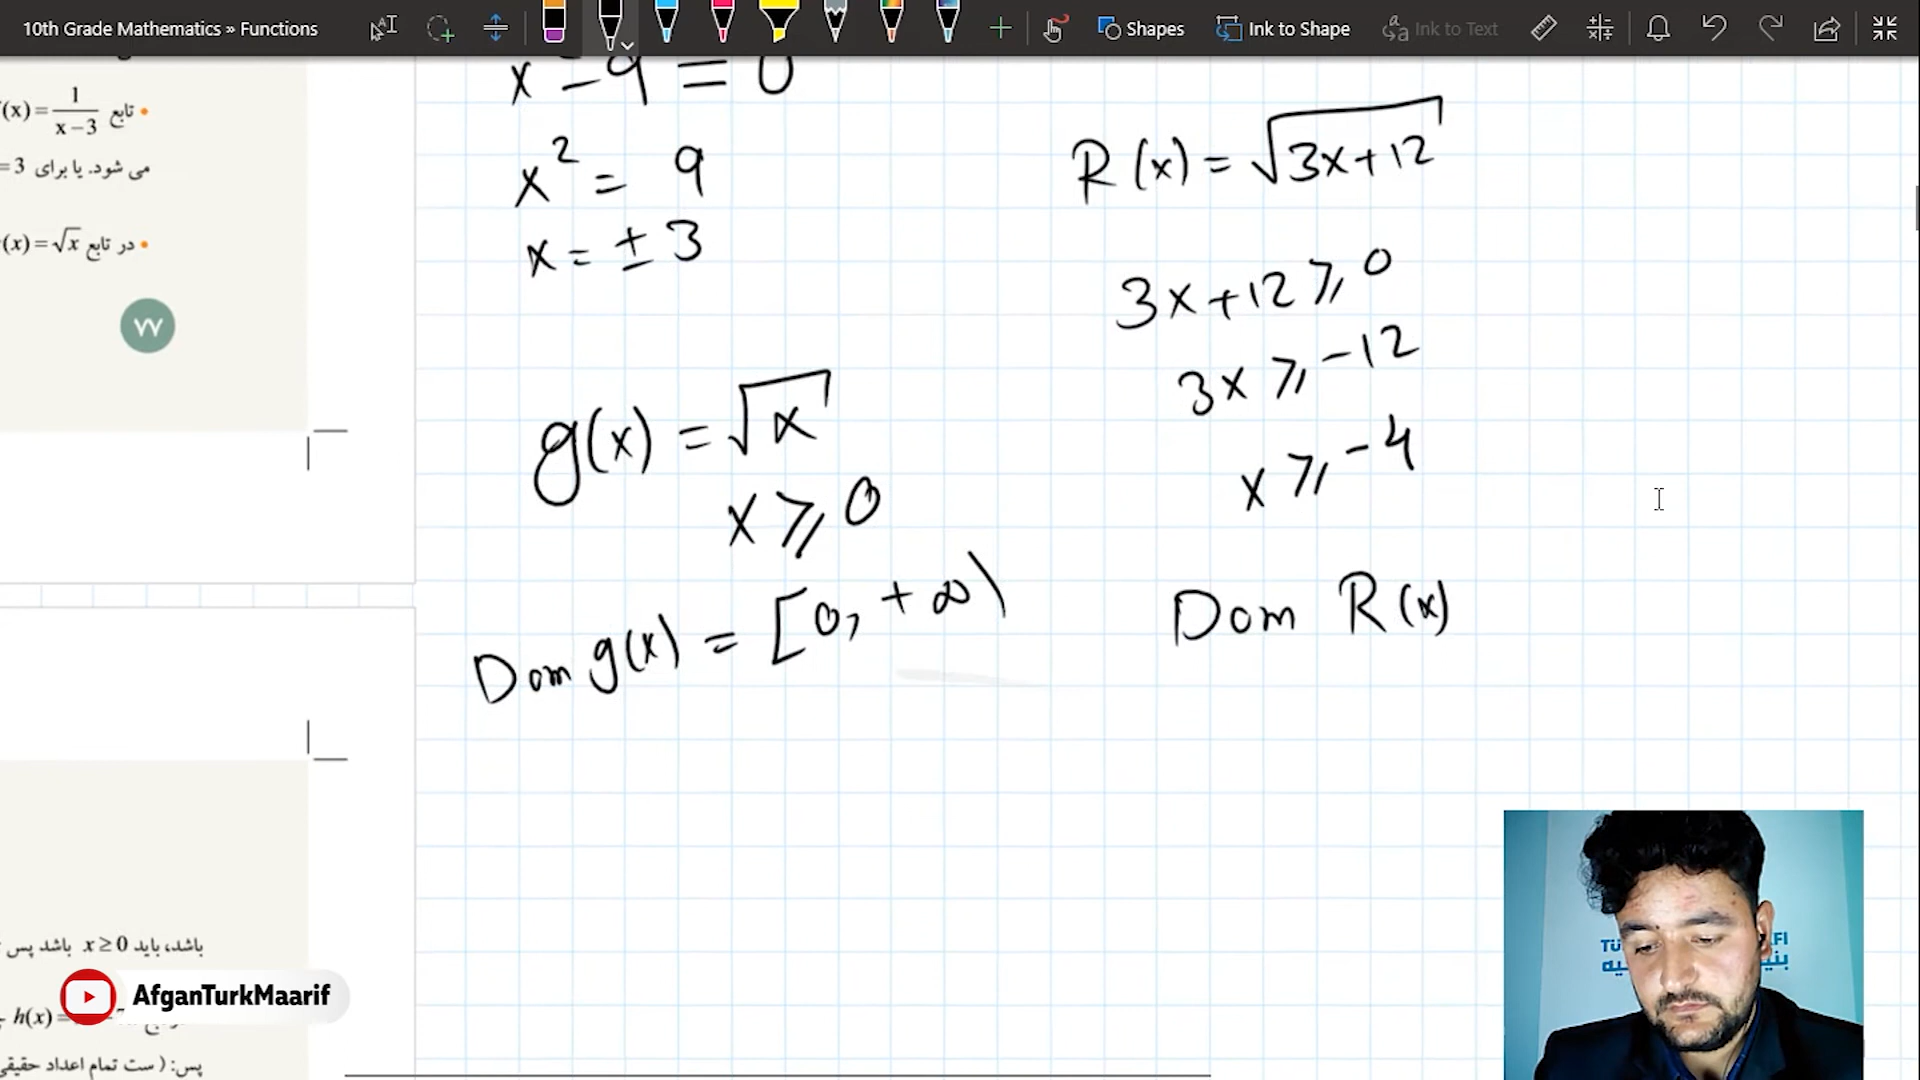 10th Grade Mathematics » Functions
Shapes
Ink to Shape
Ink to Text
تابع (x) = 1/(x−3)
می شود. یا برای = 3
در تابع (x) = √x
۷۷
x² − 9 = 0
x² = 9
x = ± 3
g(x) = √x
x ⩾ 0
Dom g(x) = [0, +∞)
R(x) = √(3x+12)
3x+12 ⩾ 0
3x ⩾ −12
x ⩾ −4
Dom R(x)
باشد، باید x ≥ 0 باشد پس
AfganTurkMaarif
h(x) =
پس: ( ست تمام اعداد حقیقی